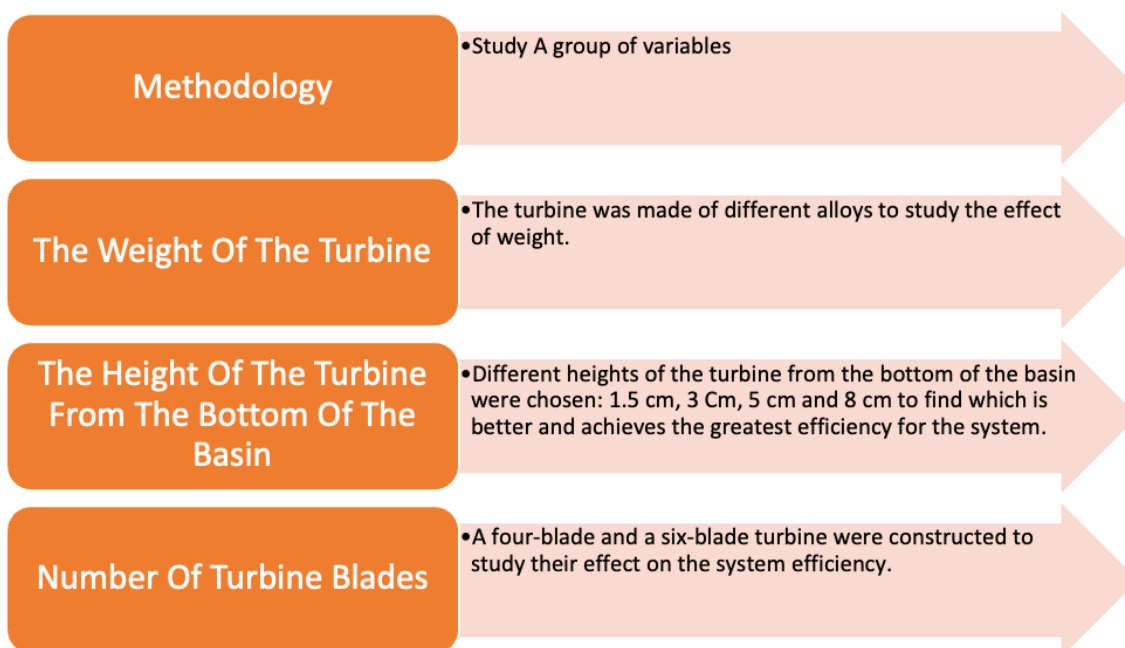 Methodology
•Study A group of variables
The Weight Of The Turbine
•The turbine was made of different alloys to study the effect
of weight.
The Height Of The Turbine
From The Bottom Of The
Basin
•Different heights of the turbine from the bottom of the basin
were chosen: 1.5 cm, 3 Cm, 5 cm and 8 cm to find which is
better and achieves the greatest efficiency for the system.
Number Of Turbine Blades
•A four-blade and a six-blade turbine were constructed to
study their effect on the system efficiency.